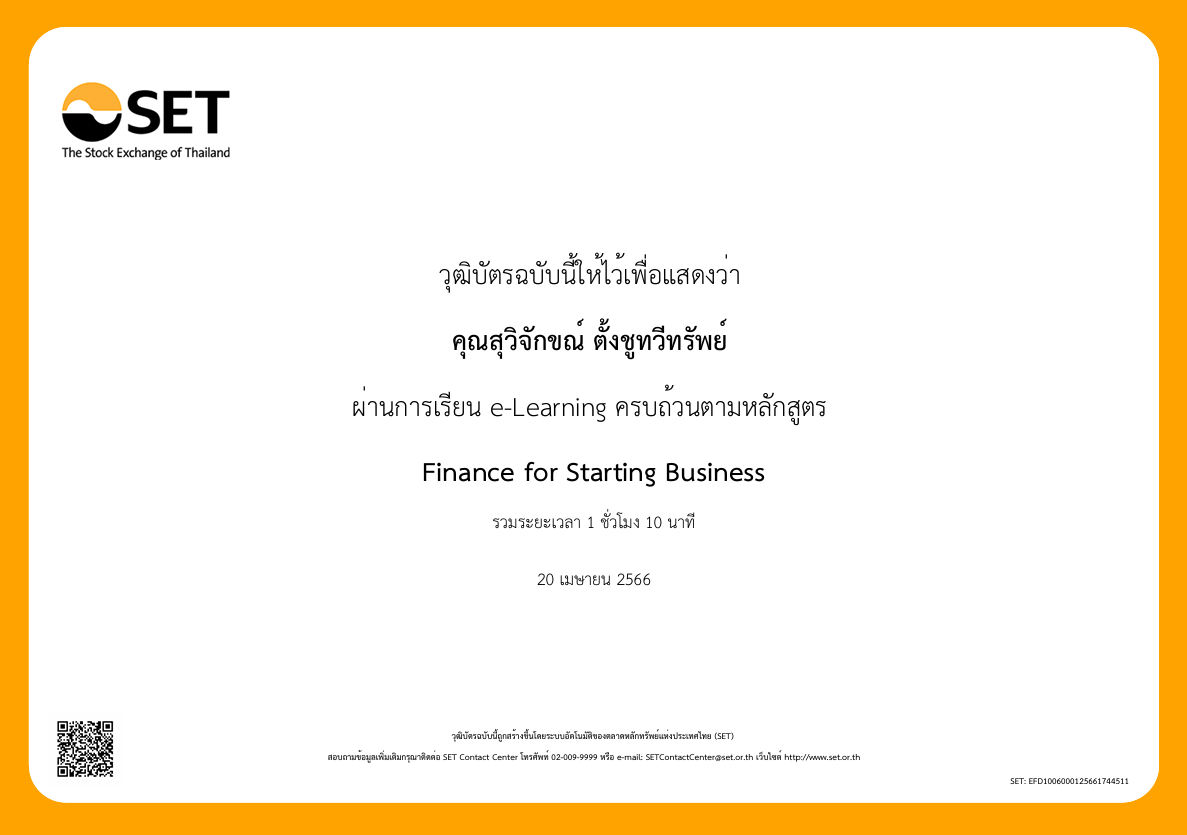 SET
The Stock Exchange of Thailand
วุฒิบัตรฉบับนี้ให้ไว้เพื่อแสดงว่า
คุณสุวิจักขณ์ ตั้งชูทวีทรัพย์
ผ่านการเรียน e-Learning ครบถ้วนตามหลักสูตร
Finance for Starting Business
รวมระยะเวลา 1 ชั่วโมง 10 นาที
20 เมษายน 2566
วุฒิบัตรฉบับนี้ถูกสร้างขึ้นโดยระบบอัตโนมัติของตลาดหลักทรัพย์แห่งประเทศไทย (SET)
สอบถามข้อมูลเพิ่มเติมกรุณาติดต่อ SET Contact Center โทรศัพท์ 02-009-9999 หรือ e-mail: SETContactCenter@set.or.th เว็บไซต์ http://www.set.or.th
SET: EFD1006000125661744511